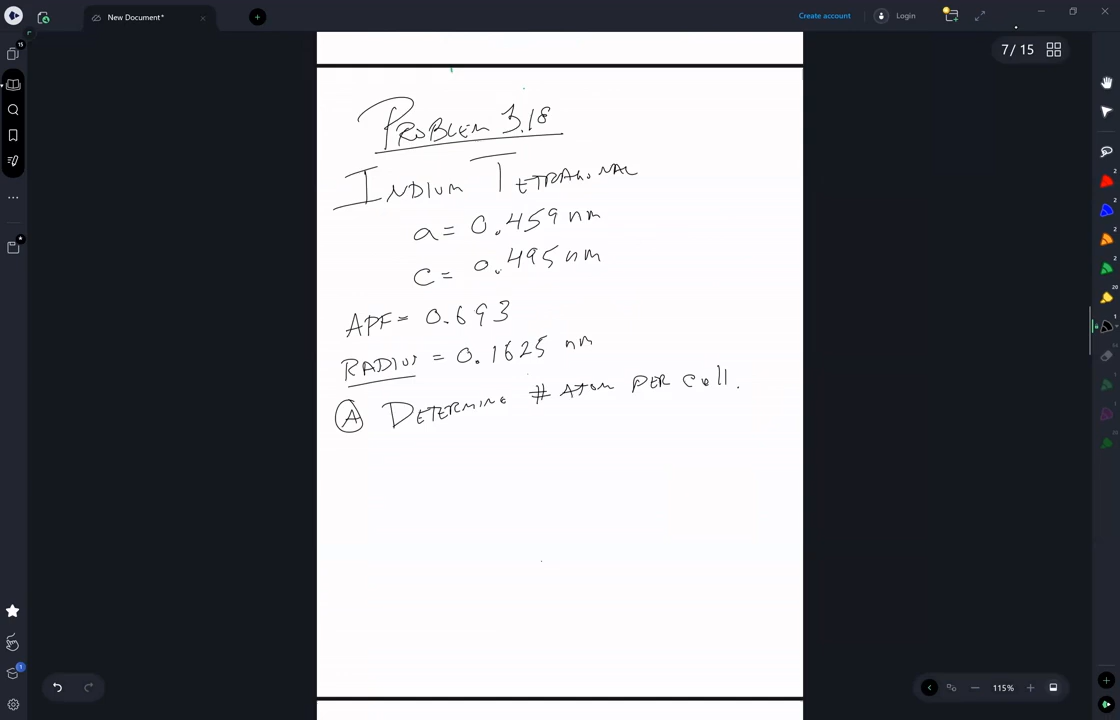 New Document*
Create account
Login
7 / 15
PROBLEM 3.18
INDIUM TETRAGONAL
a = 0.459 nm
c = 0.495 nm
APF = 0.693
RADIUS = 0.1625 nm
A DETERMINE # ATOM PER Cell.
115%